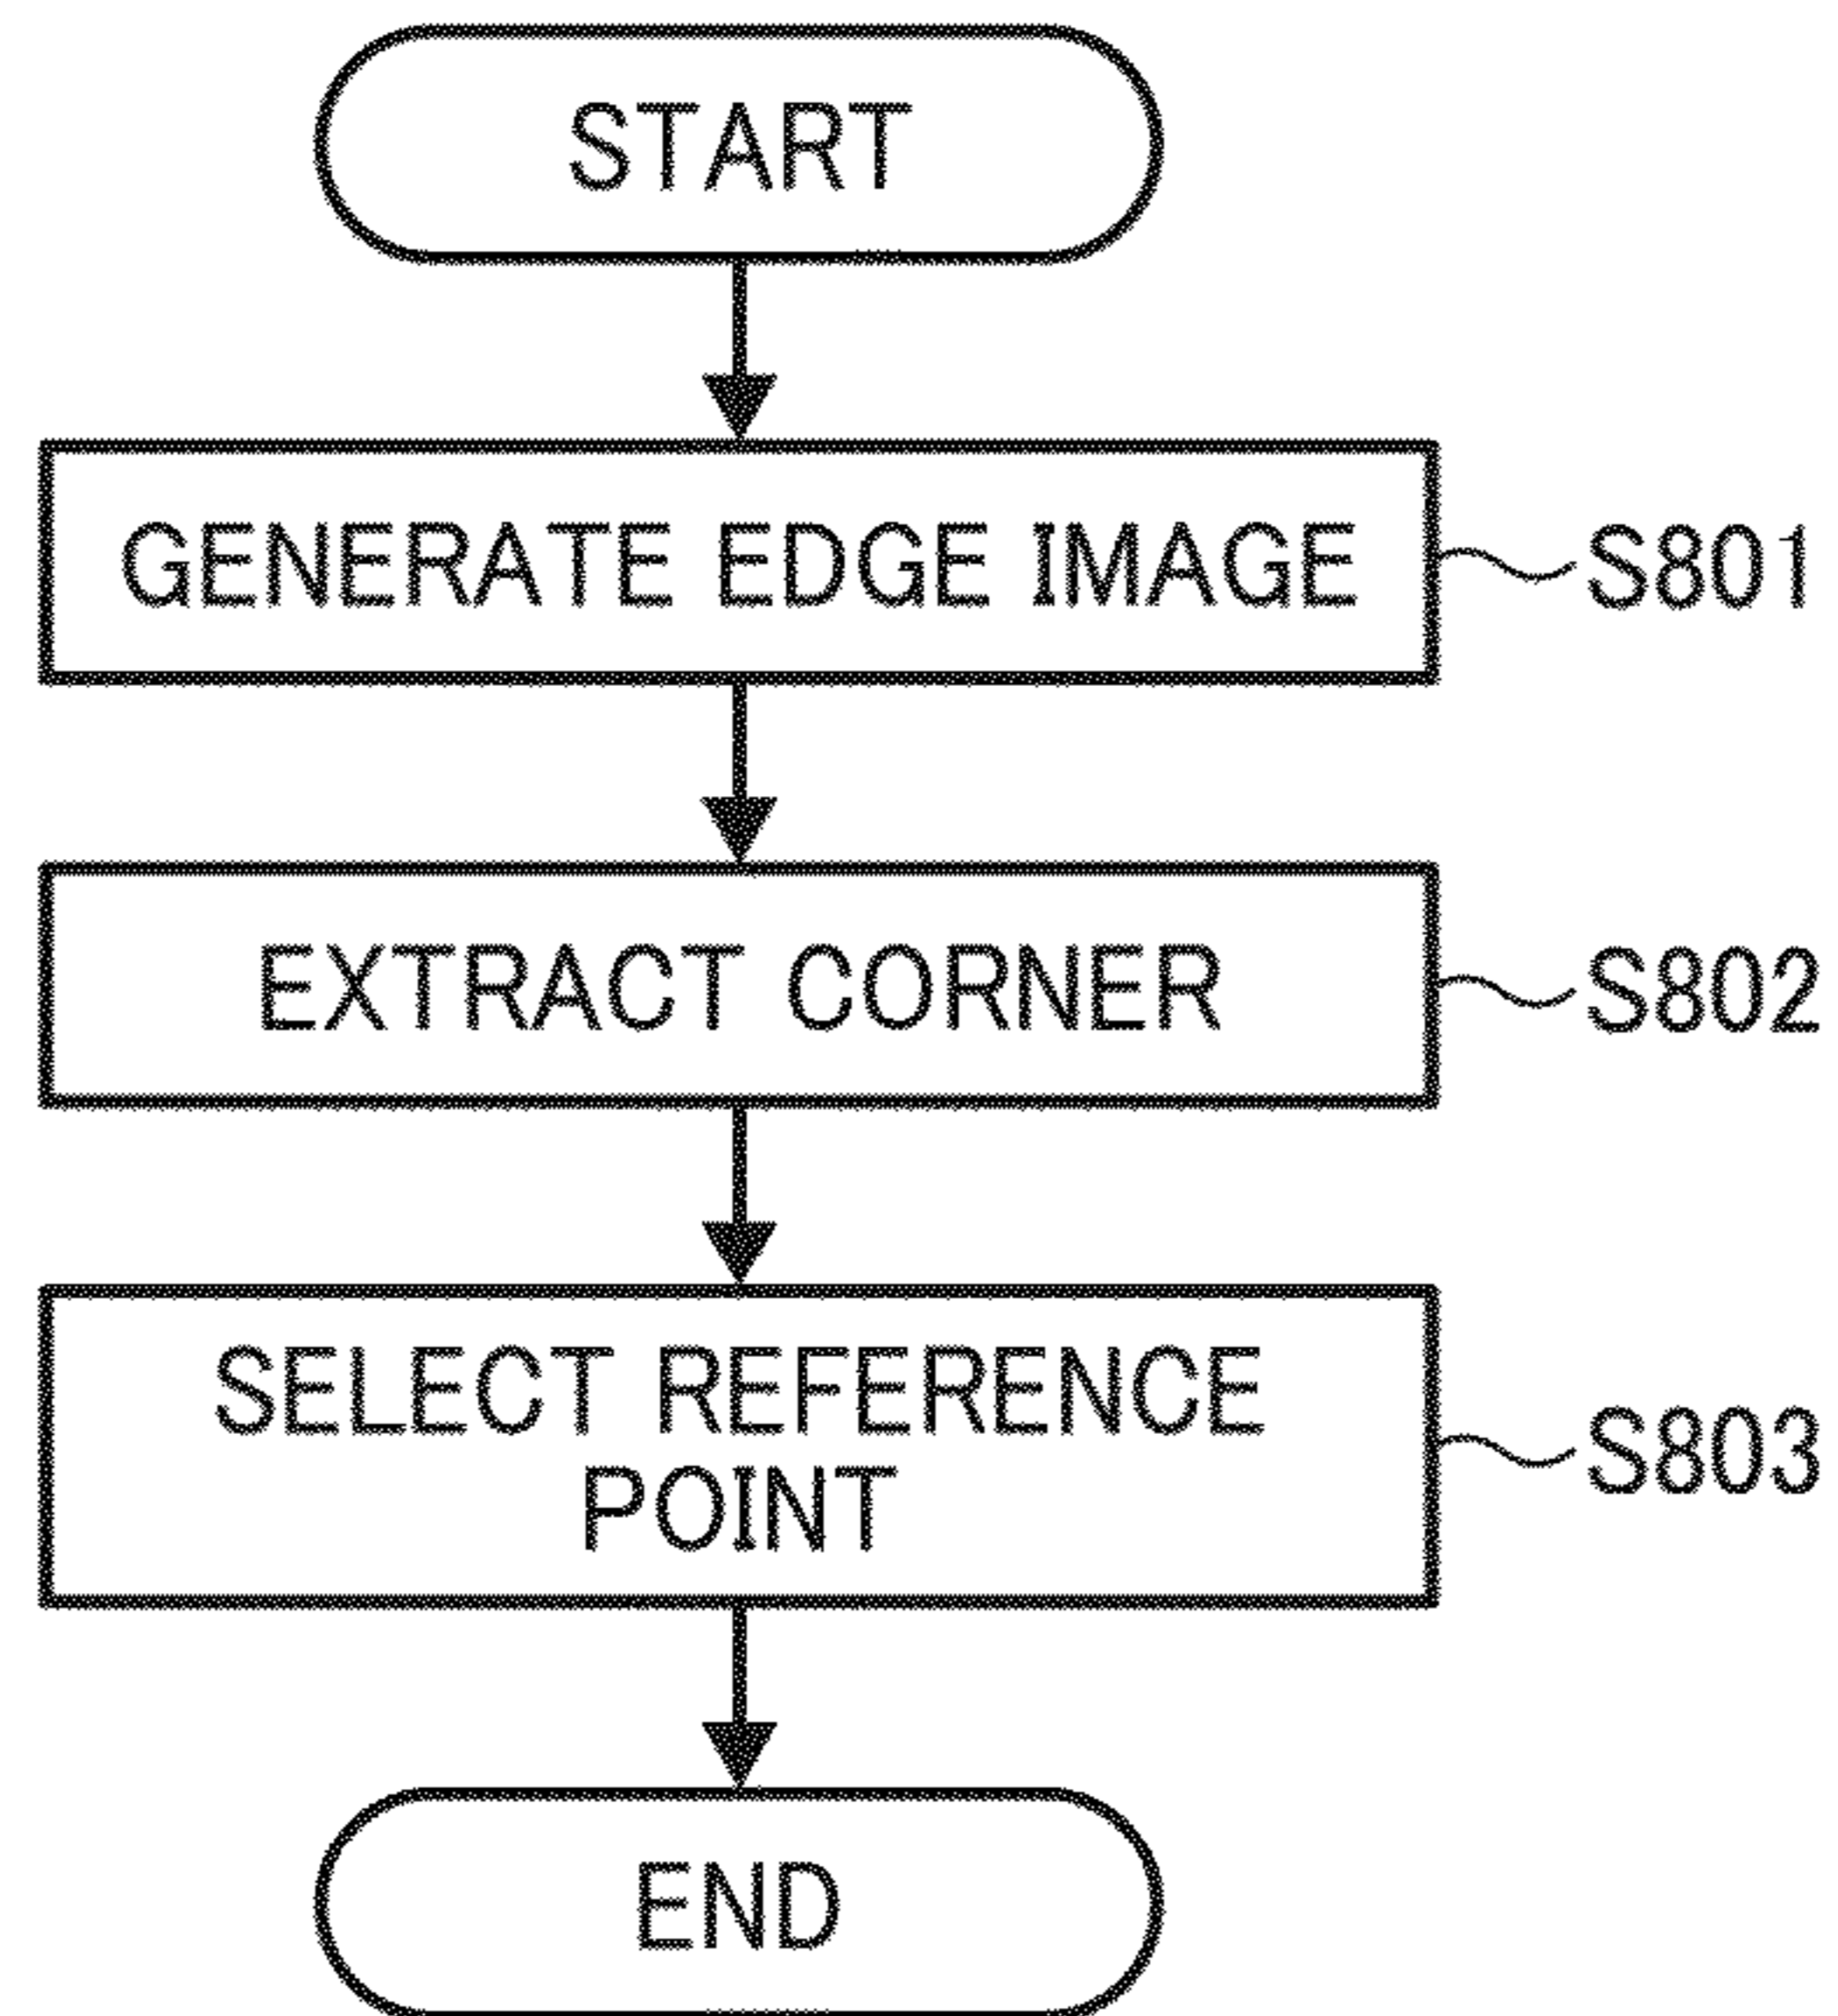 START
GENERATE EDGE IMAGE
S801
EXTRACT CORNER
S802
SELECT REFERENCE
POINT
S803
END